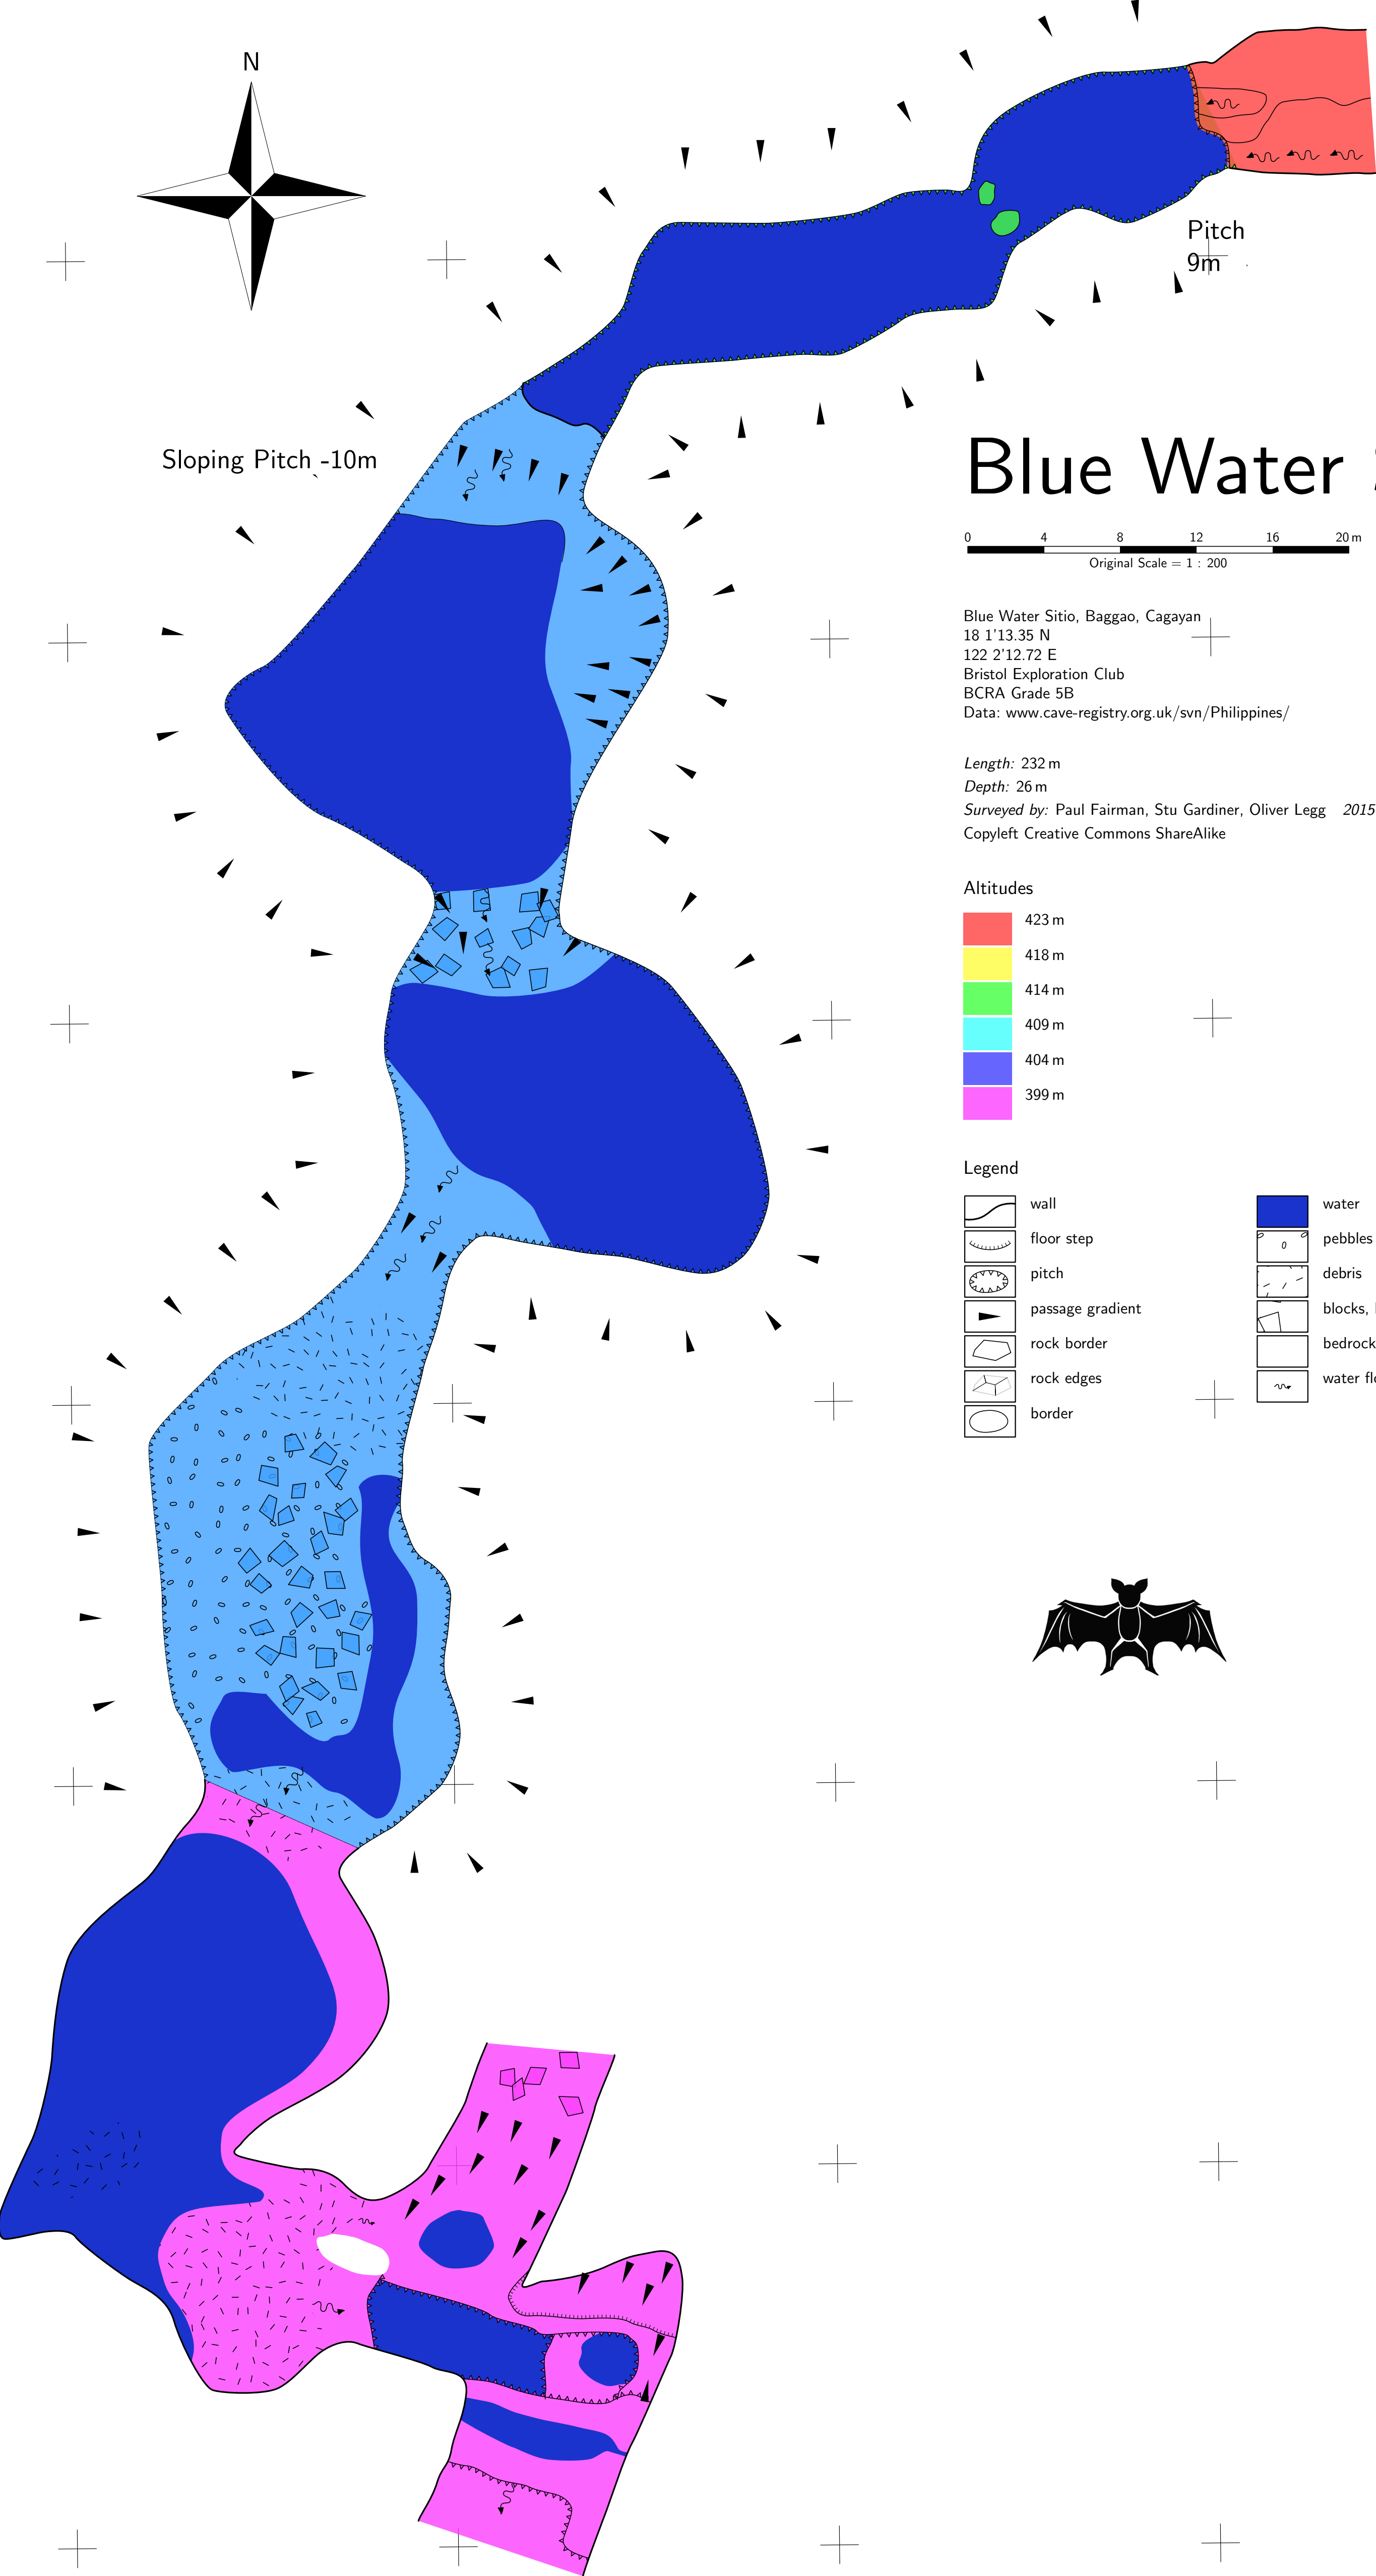 N
Pitch
9m
Sloping Pitch -10m
Blue Water
0 4 8 12 16 20 m
Original Scale = 1 : 200
Blue Water Sitio, Baggao, Cagayan
18 1'13.35 N
122 2'12.72 E
Bristol Exploration Club
BCRA Grade 5B
Data: www.cave-registry.org.uk/svn/Philippines/
Length: 232 m
Depth: 26 m
Surveyed by: Paul Fairman, Stu Gardiner, Oliver Legg 2015
Copyleft Creative Commons ShareAlike
Altitudes
423 m
418 m
414 m
409 m
404 m
399 m
Legend
wall
water
floor step
pebbles
pitch
debris
passage gradient
blocks,
rock border
bedrock
rock edges
water
border